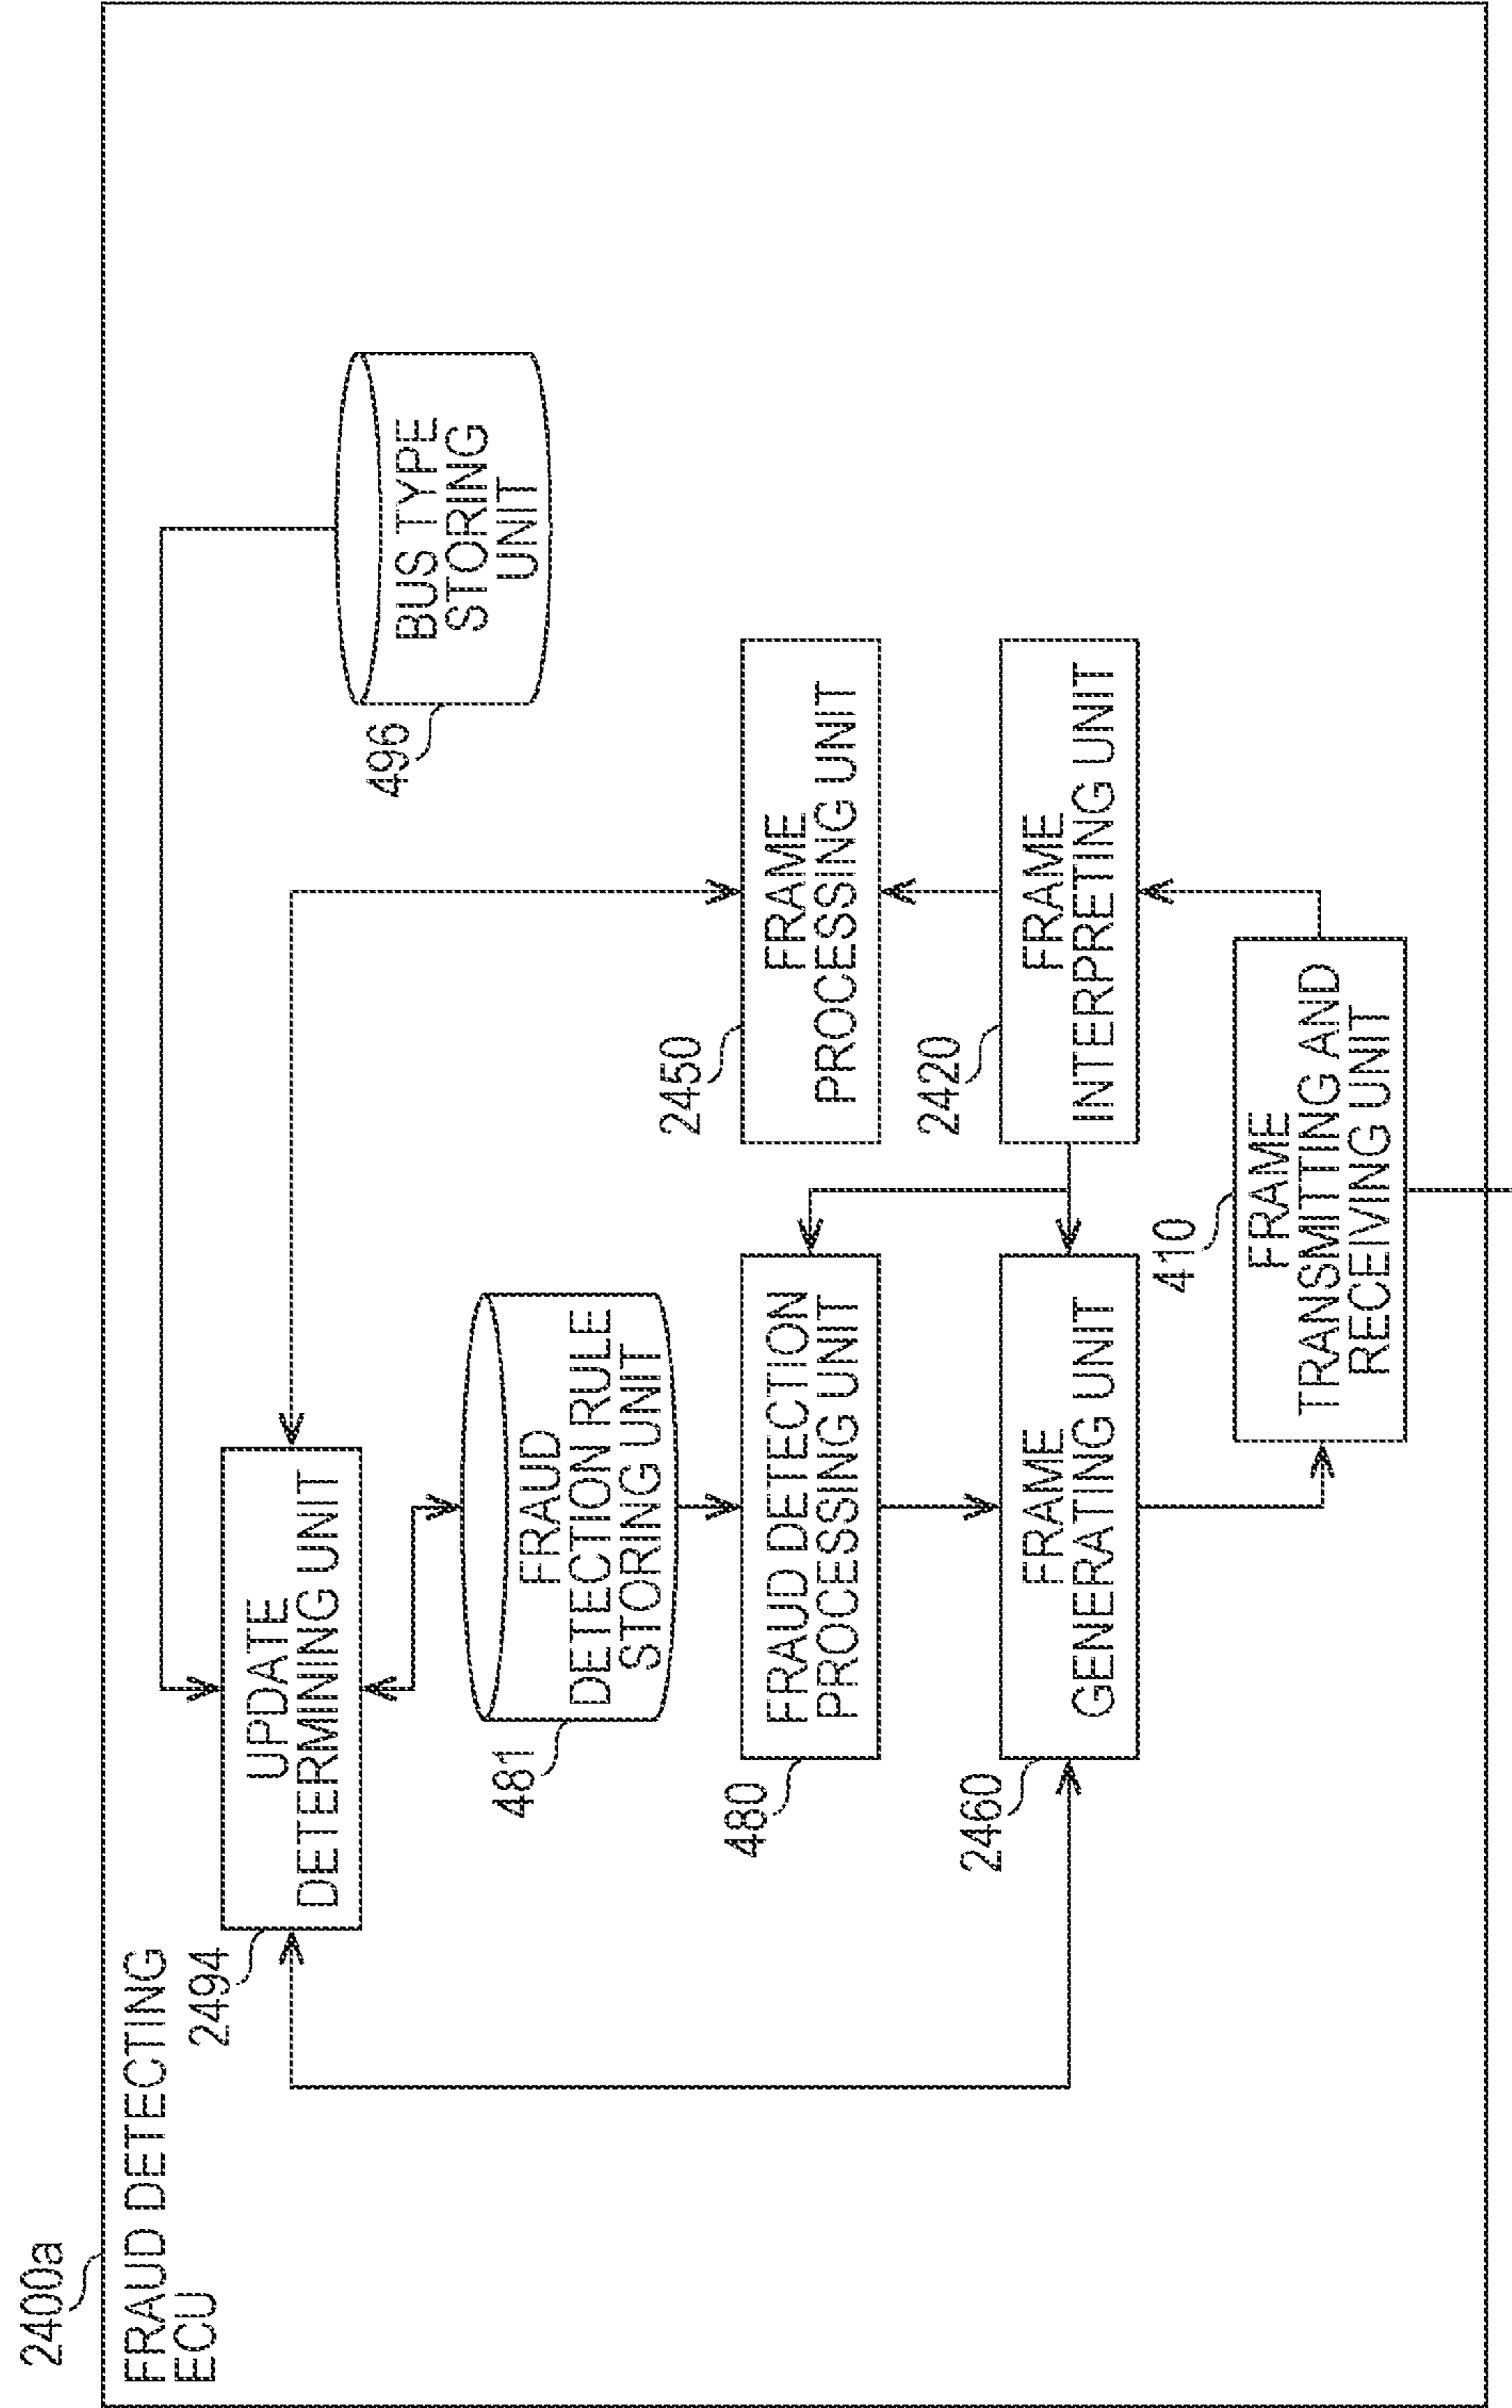 2400a
FRAUD DETECTING
ECU
2494
UPDATE
DETERMINING UNIT
496
BUS TYPE
STORING
UNIT
481
FRAUD
DETECTION RULE
STORING UNIT
480
FRAUD DETECTION
PROCESSING UNIT
2450
FRAME
PROCESSING UNIT
2460
FRAME
GENERATING UNIT
2420
FRAME
INTERPRETING UNIT
410
FRAME
TRANSMITTING AND
RECEIVING UNIT